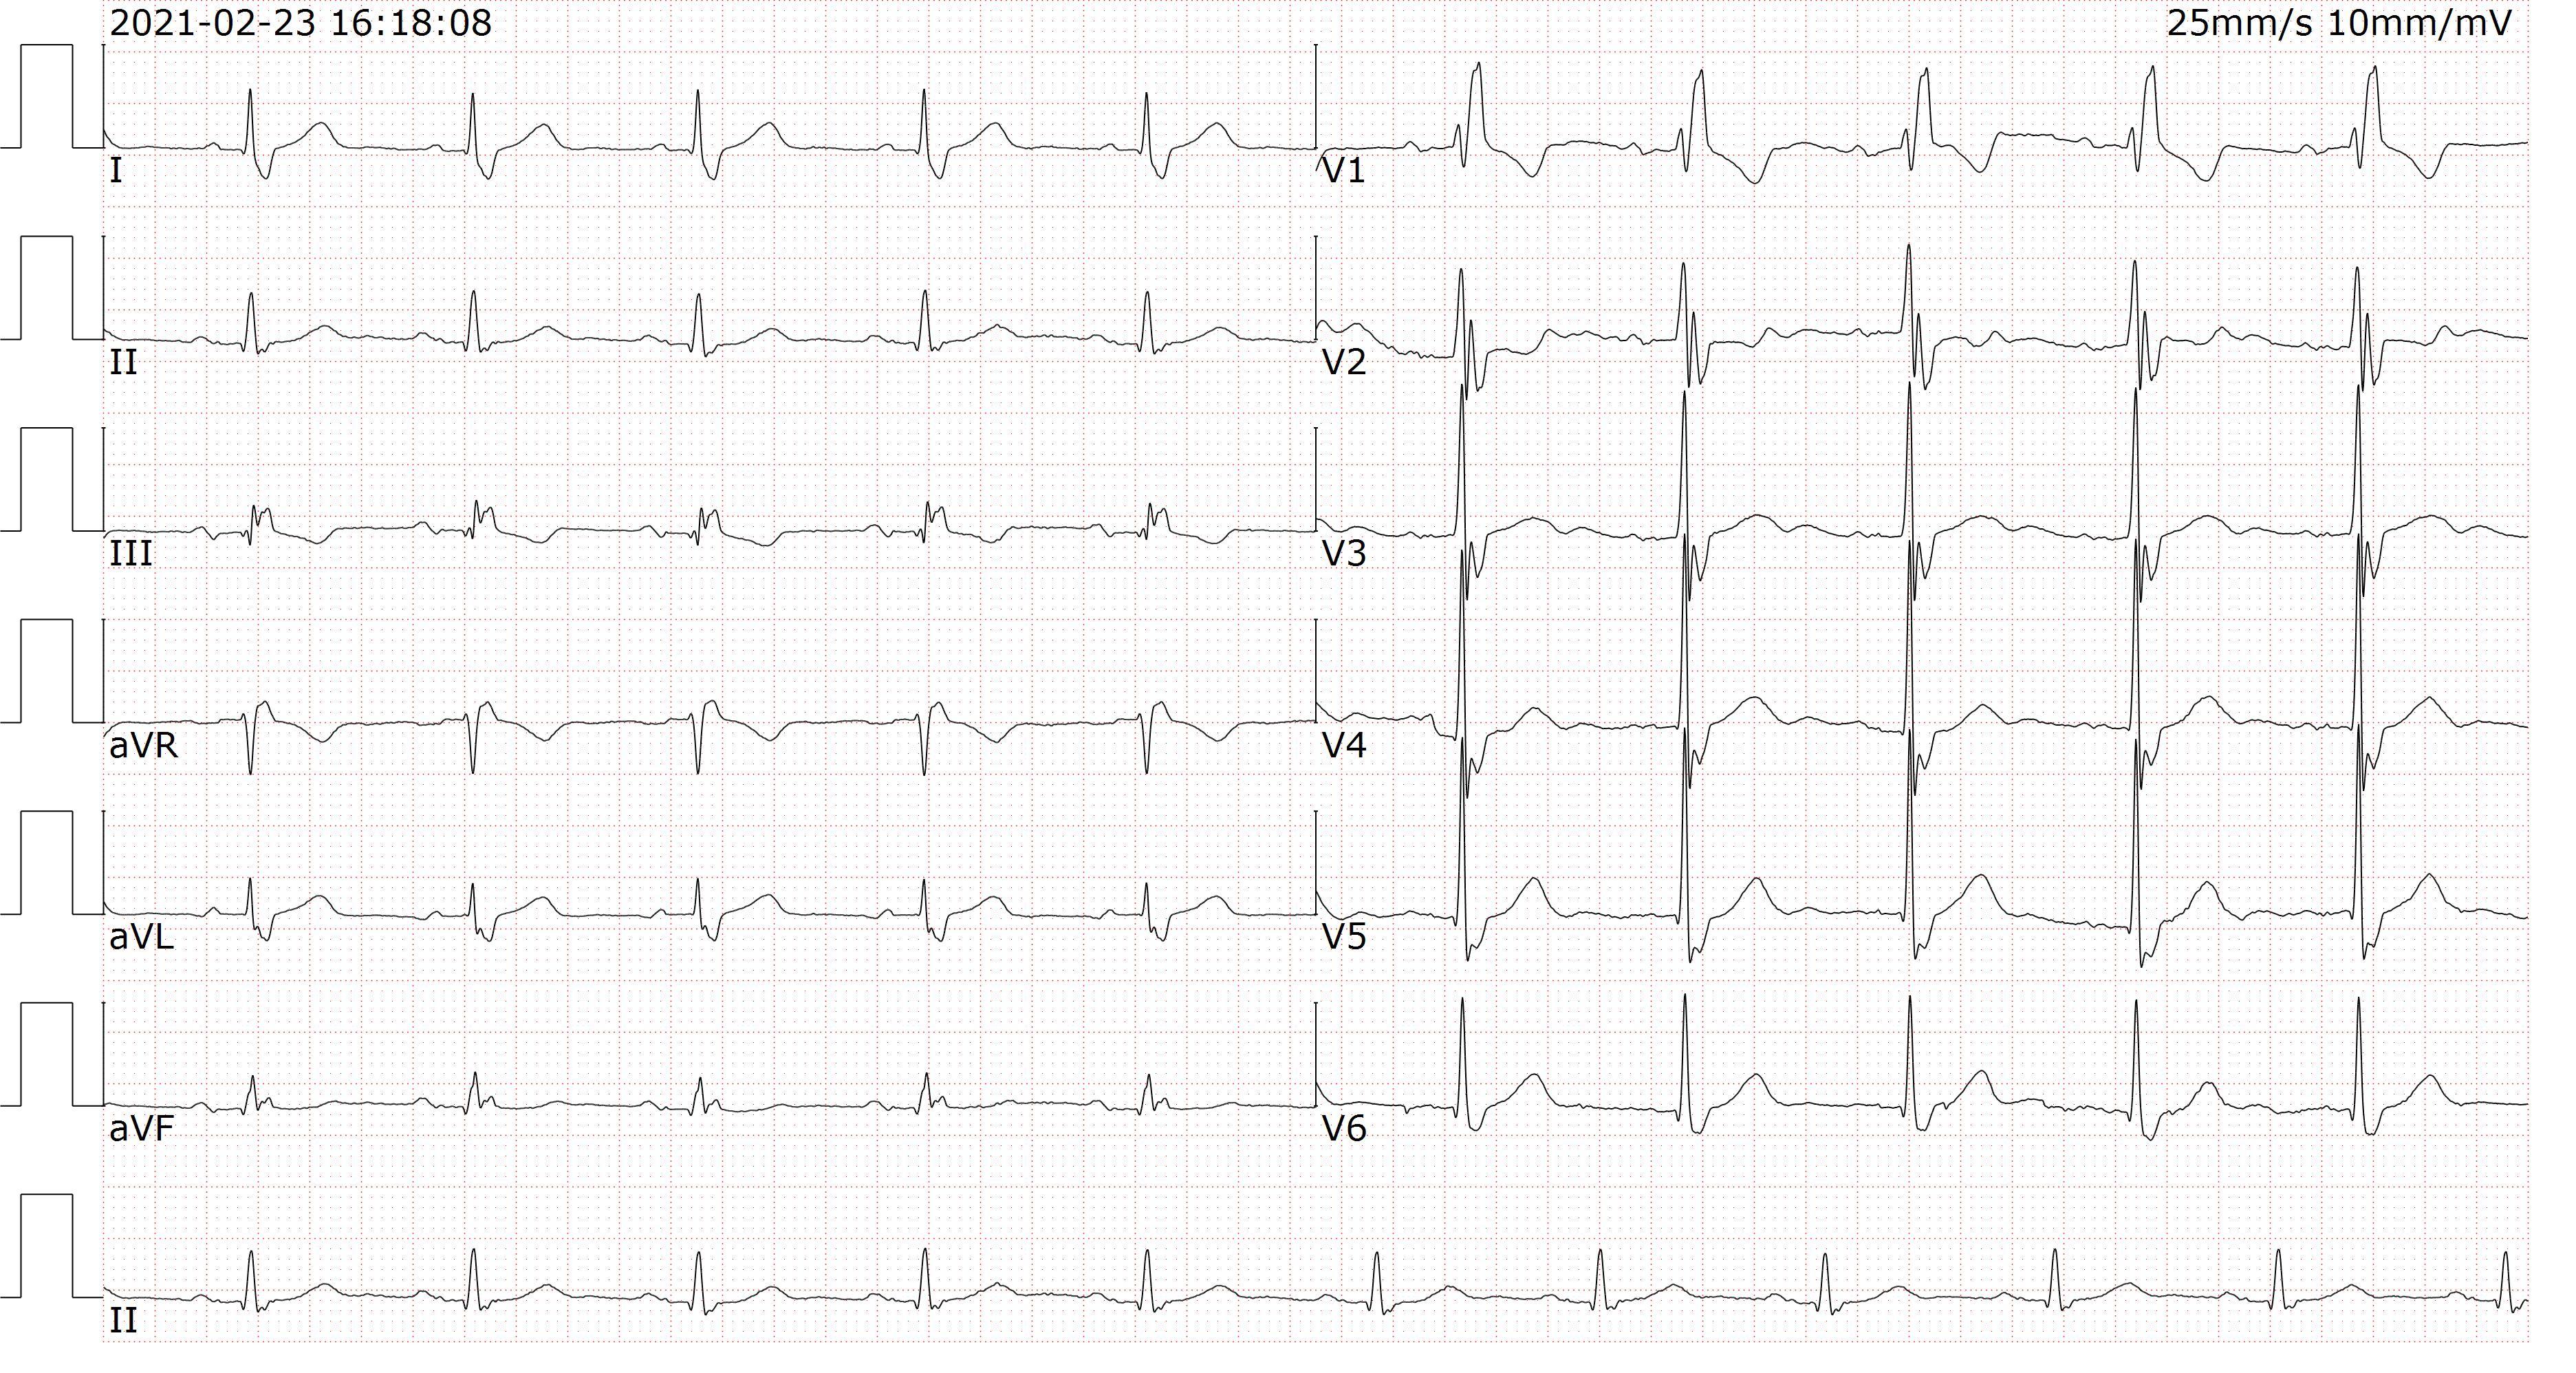 2021-02-23 16:18:08 25mm/s 10mm/mV
I V1
II V2
III V3
aVR V4
aVL V5
aVF V6
II